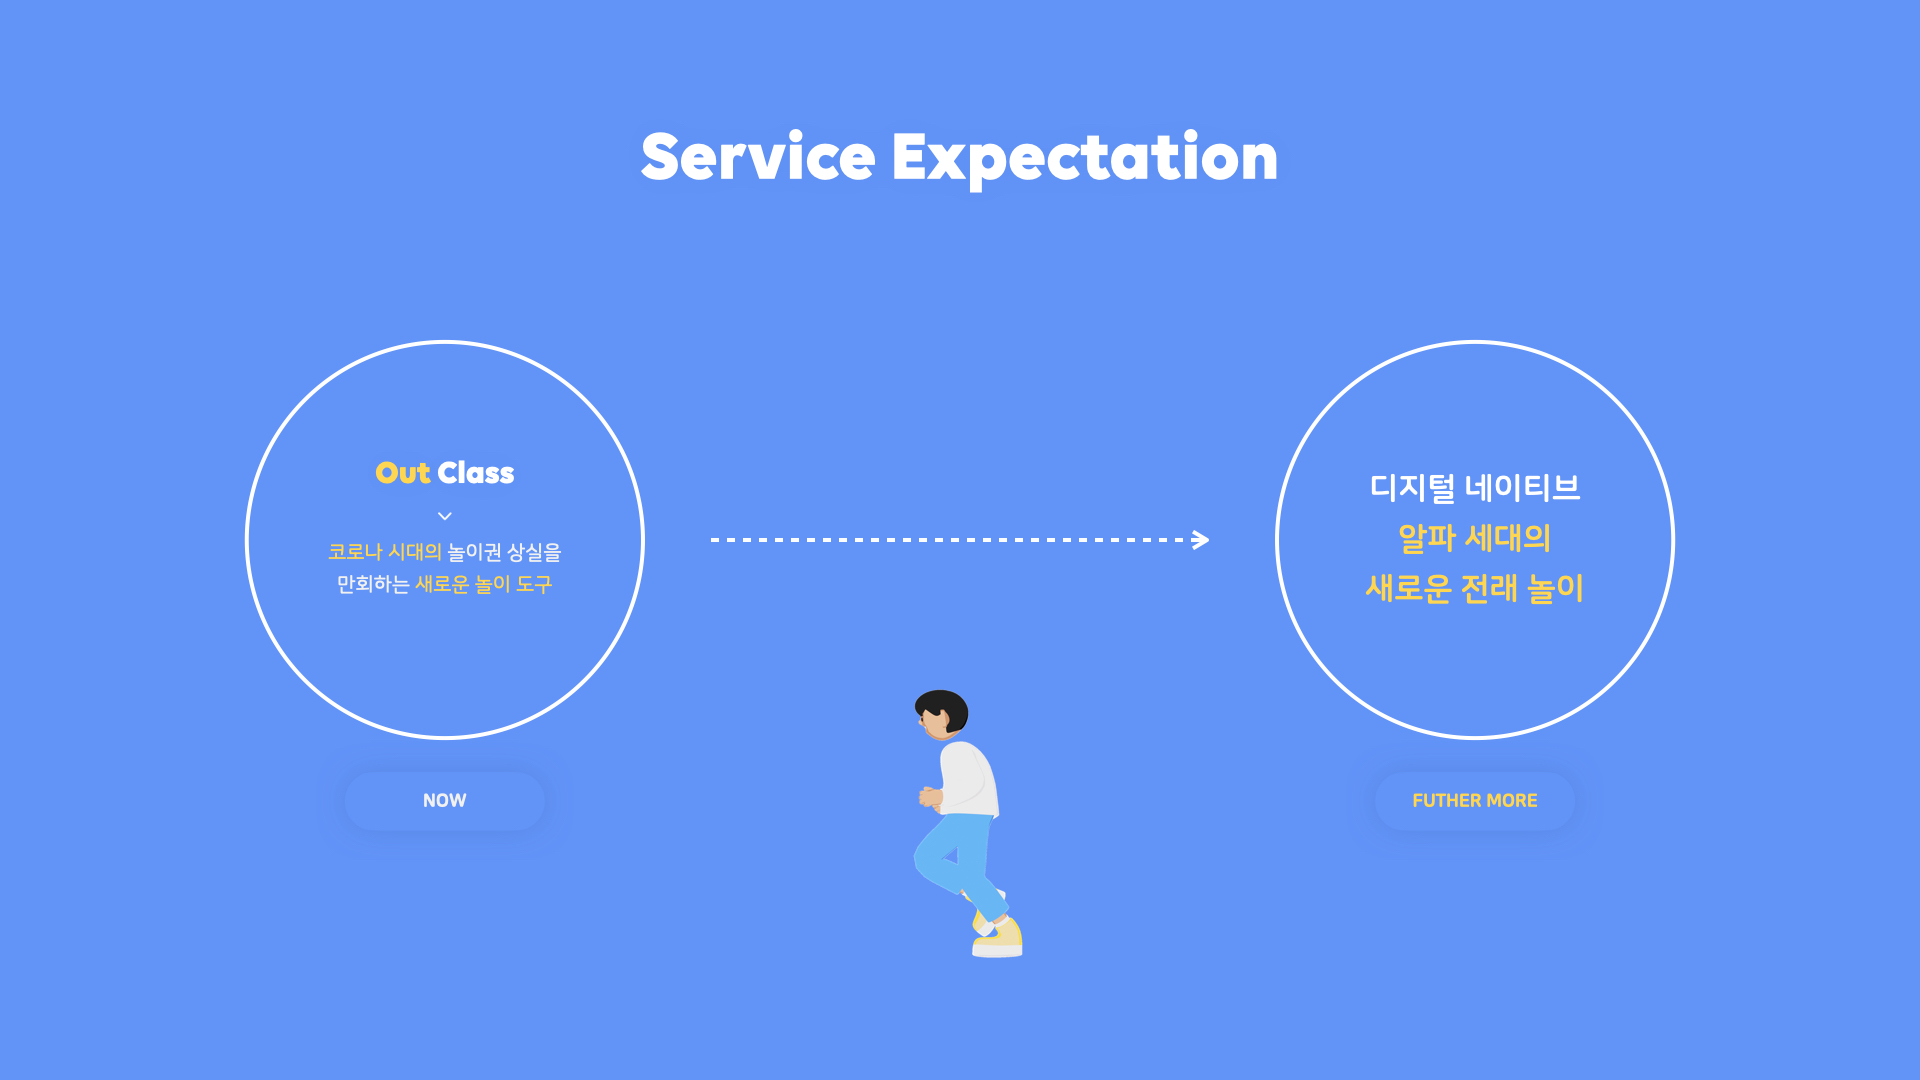 Service Expectation
Out Class
코로나 시대의 놀이권 상실을
만회하는 새로운 놀이 도구
NOW
디지털 네이티브
알파 세대의
새로운 전래 놀이
FUTHER MORE